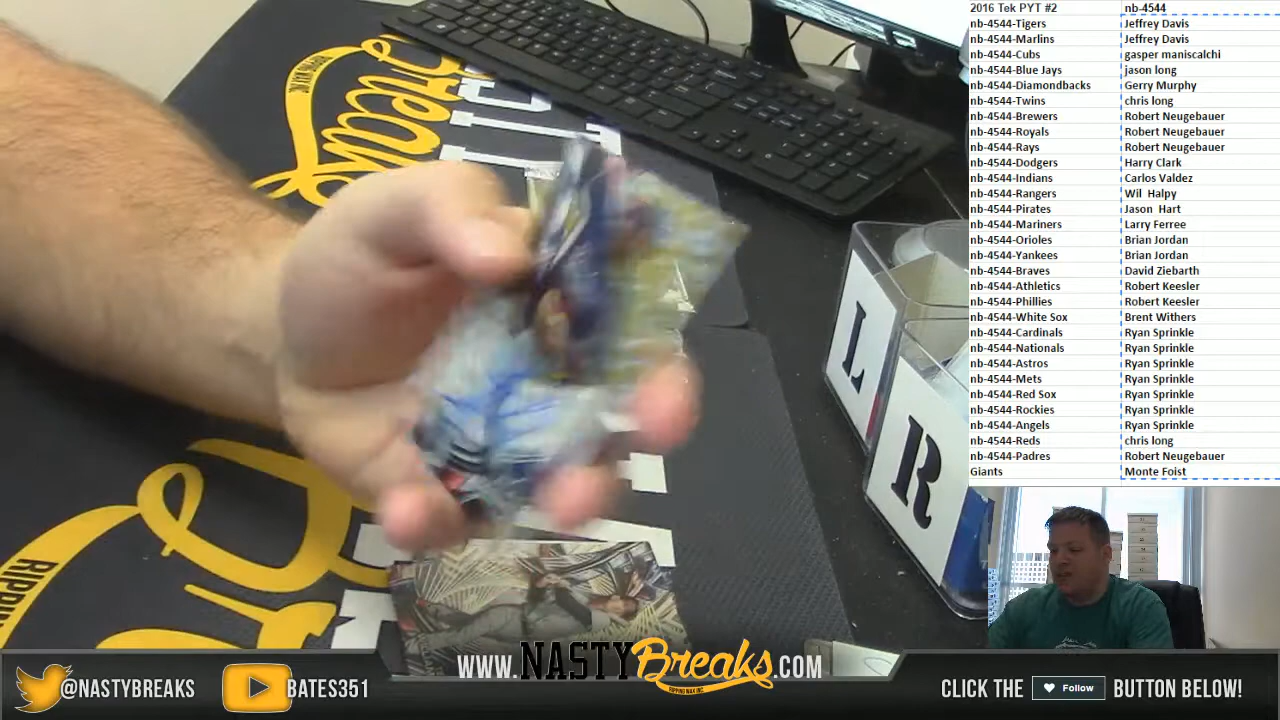 2016 Tek PYT #2 nb-4544
nb-4544-Tigers Jeffrey Davis
nb-4544-Marlins Jeffrey Davis
nb-4544-Cubs gasper maniscalchi
nb-4544-Blue Jays jason long
nb-4544-Diamondbacks Gerry Murphy
nb-4544-Twins chris long
nb-4544-Brewers Robert Neugebauer
nb-4544-Royals Robert Neugebauer
nb-4544-Rays Robert Neugebauer
nb-4544-Dodgers Harry Clark
nb-4544-Indians Carlos Valdez
nb-4544-Rangers Wil Halpy
nb-4544-Pirates Jason Hart
nb-4544-Mariners Larry Ferree
nb-4544-Orioles Brian Jordan
nb-4544-Yankees Brian Jordan
nb-4544-Braves David Ziebarth
nb-4544-Athletics Robert Keesler
nb-4544-Phillies Robert Keesler
nb-4544-White Sox Brent Withers
nb-4544-Cardinals Ryan Sprinkle
nb-4544-Nationals Ryan Sprinkle
nb-4544-Astros Ryan Sprinkle
nb-4544-Mets Ryan Sprinkle
nb-4544-Red Sox Ryan Sprinkle
nb-4544-Rockies Ryan Sprinkle
nb-4544-Angels Ryan Sprinkle
nb-4544-Reds chris long
nb-4544-Padres Robert Neugebauer
Giants Monte Foist
L
R
@NASTYBREAKS
BATES351
WWW.NASTYBreaks.COM
RIPPING WAX INC.
CLICK THE Follow BUTTON BELOW!